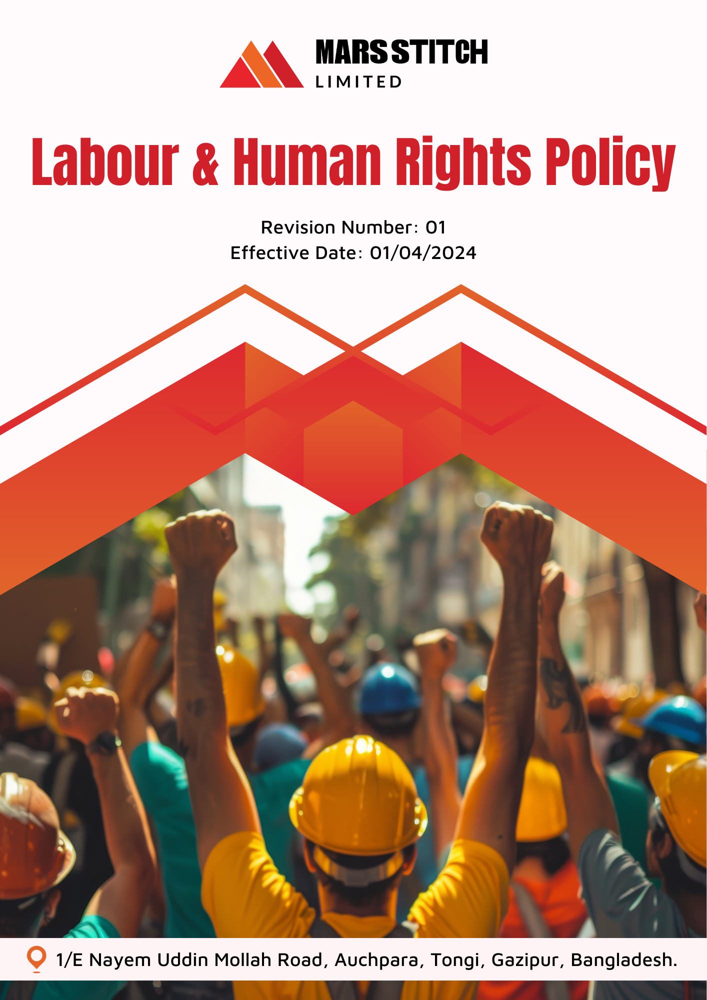 MARS STITCH
LIMITED
Labour & Human Rights Policy
Revision Number: 01
Effective Date: 01/04/2024
1/E Nayem Uddin Mollah Road, Auchpara, Tongi, Gazipur, Bangladesh.